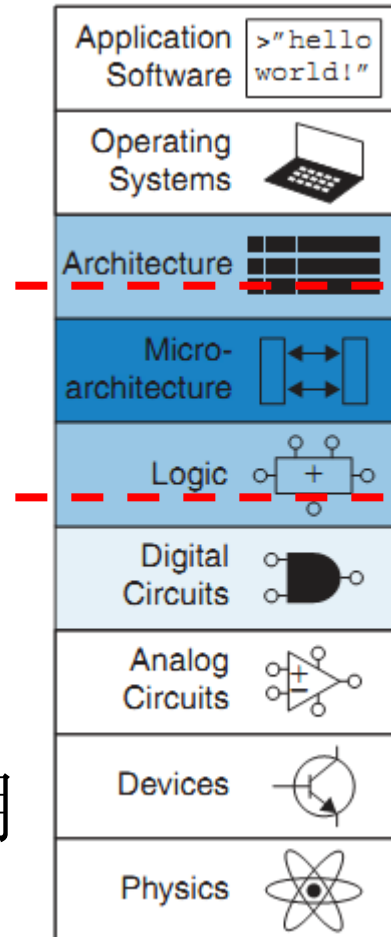 Application
Software
>"hello
world!"
Operating
Systems
Architecture
Micro-
architecture
Logic
+
Digital
Circuits
Analog
Circuits
+
−
Devices
Physics